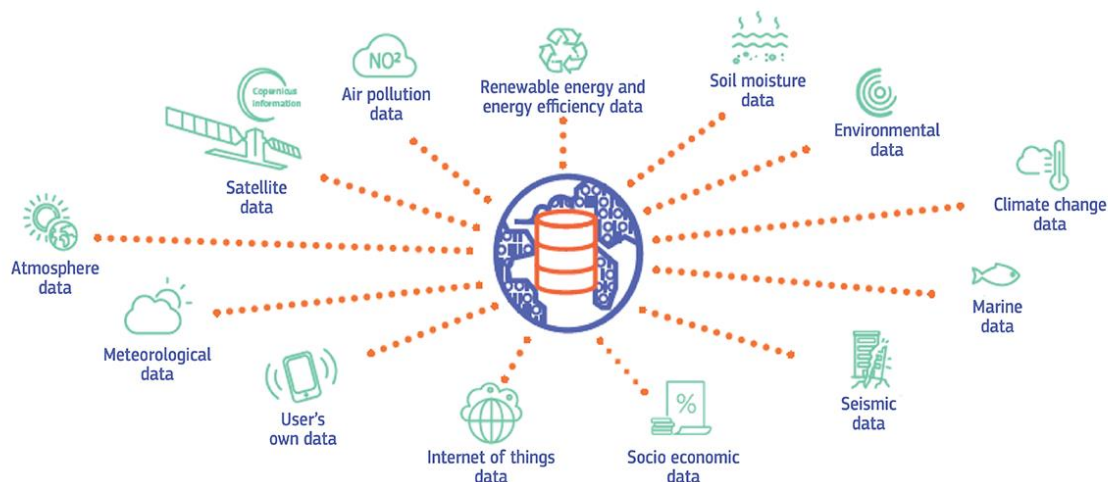 NO²
Air pollution
data
Renewable energy and
energy efficiency data
Soil moisture
data
Copernicus
information
Satellite
data
Environmental
data
Climate change
data
Atmosphere
data
Marine
data
Meteorological
data
User's
own data
Internet of things
data
%
Socio economic
data
Seismic
data